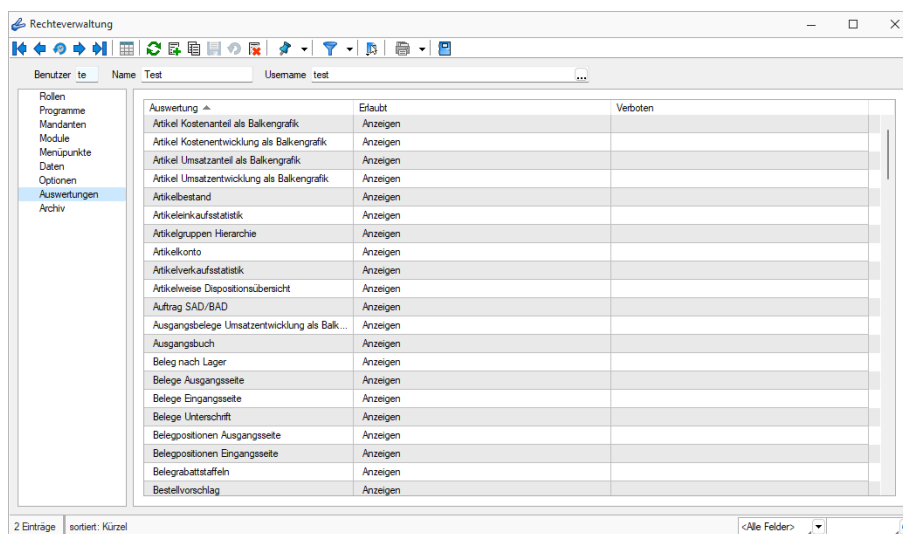 Rechteverwaltung
Benutzer te Name Test Username test ...
Rollen
Programme
Mandanten
Module
Menüpunkte
Daten
Optionen
Auswertungen
Archiv
Auswertung Erlaubt Verboten
Artikel Kostenanteil als Balkengrafik Anzeigen
Artikel Kostenentwicklung als Balkengrafik Anzeigen
Artikel Umsatzanteil als Balkengrafik Anzeigen
Artikel Umsatzentwicklung als Balkengrafik Anzeigen
Artikelbestand Anzeigen
Artikeleinkaufsstatistik Anzeigen
Artikelgruppen Hierarchie Anzeigen
Artikelkonto Anzeigen
Artikelverkaufsstatistik Anzeigen
Artikelweise Dispositionsübersicht Anzeigen
Auftrag SAD/BAD Anzeigen
Ausgangsbelege Umsatzentwicklung als Balk... Anzeigen
Ausgangsbuch Anzeigen
Beleg nach Lager Anzeigen
Belege Ausgangsseite Anzeigen
Belege Eingangsseite Anzeigen
Belege Unterschrift Anzeigen
Belegpositionen Ausgangsseite Anzeigen
Belegpositionen Eingangsseite Anzeigen
Belegrabattstaffeln Anzeigen
Bestellvorschlag Anzeigen
2 Einträge sortiert: Kürzel <Alle Felder>